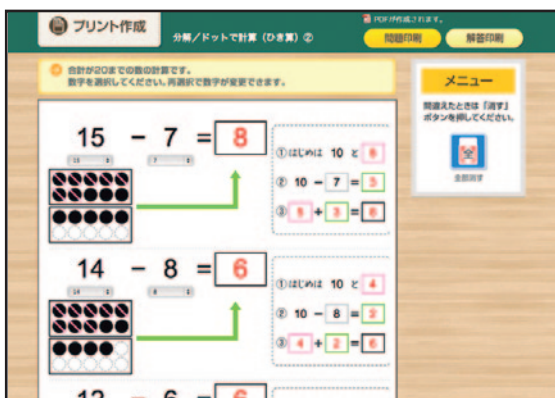 プリント作成
分解/ドットで計算（ひき算）②
PDFが作成されます。
問題印刷
解答印刷
合計が20までの数の計算です。
数字を選択してください。再選択で数字が変更できます。
メニュー
間違えたときは「消す」
ボタンを押してください。
全
全部消す
15 − 7 = 8
15
7
①はじめは 10 と
② 10 − 7 = 3
③ 5 + 3 = 8
14 − 8 = 6
14
8
①はじめは 10 と 4
② 10 − 8 = 2
③ 4 + 2 = 6